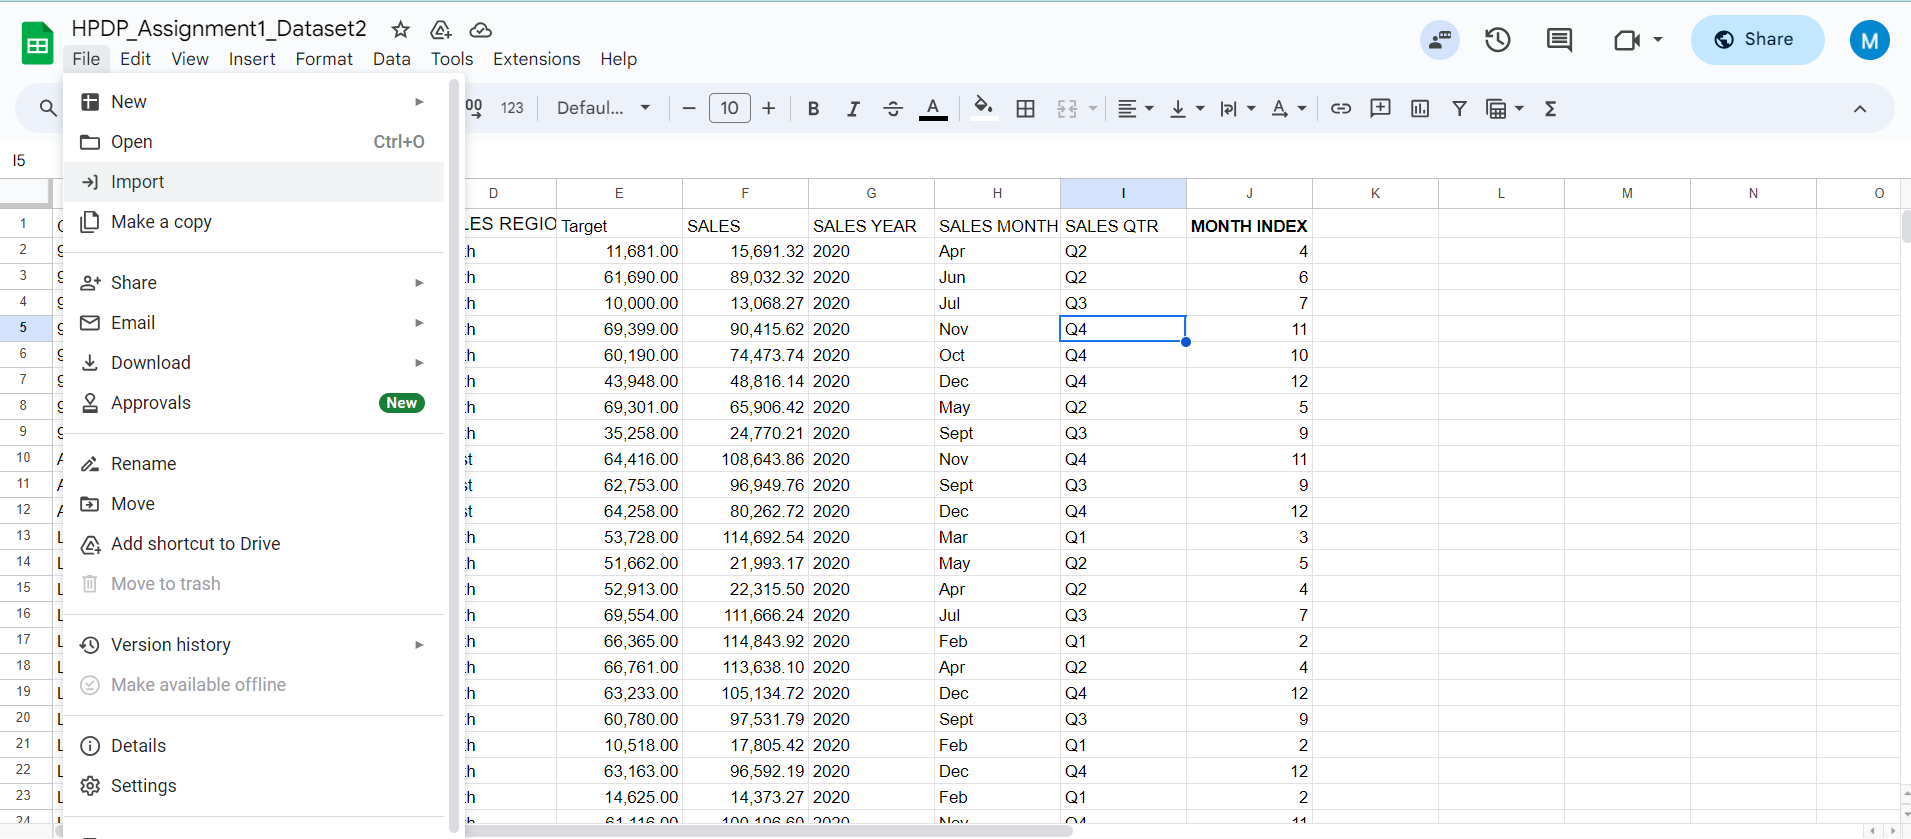 HPDP_Assignment1_Dataset2
File Edit View Insert Format Data Tools Extensions Help
Share
M
New
Open Ctrl+O
Import
Make a copy
Share
Email
Download
Approvals New
Rename
Move
Add shortcut to Drive
Move to trash
Version history
Make available offline
Details
Settings
123 Defaul... 10 B I A Σ
I5
D E F G H I J K L M N O
1 Target SALES SALES YEAR SALES MONTH SALES QTR MONTH INDEX
2 11,681.00 15,691.32 2020 Apr Q2 4
3 61,690.00 89,032.32 2020 Jun Q2 6
4 10,000.00 13,068.27 2020 Jul Q3 7
5 69,399.00 90,415.62 2020 Nov Q4 11
6 60,190.00 74,473.74 2020 Oct Q4 10
7 43,948.00 48,816.14 2020 Dec Q4 12
8 69,301.00 65,906.42 2020 May Q2 5
9 35,258.00 24,770.21 2020 Sept Q3 9
10 64,416.00 108,643.86 2020 Nov Q4 11
11 62,753.00 96,949.76 2020 Sept Q3 9
12 64,258.00 80,262.72 2020 Dec Q4 12
13 53,728.00 114,692.54 2020 Mar Q1 3
14 51,662.00 21,993.17 2020 May Q2 5
15 52,913.00 22,315.50 2020 Apr Q2 4
16 69,554.00 111,666.24 2020 Jul Q3 7
17 66,365.00 114,843.92 2020 Feb Q1 2
18 66,761.00 113,638.10 2020 Apr Q2 4
19 63,233.00 105,134.72 2020 Dec Q4 12
20 60,780.00 97,531.79 2020 Sept Q3 9
21 10,518.00 17,805.42 2020 Feb Q1 2
22 63,163.00 96,592.19 2020 Dec Q4 12
23 14,625.00 14,373.27 2020 Feb Q1 2